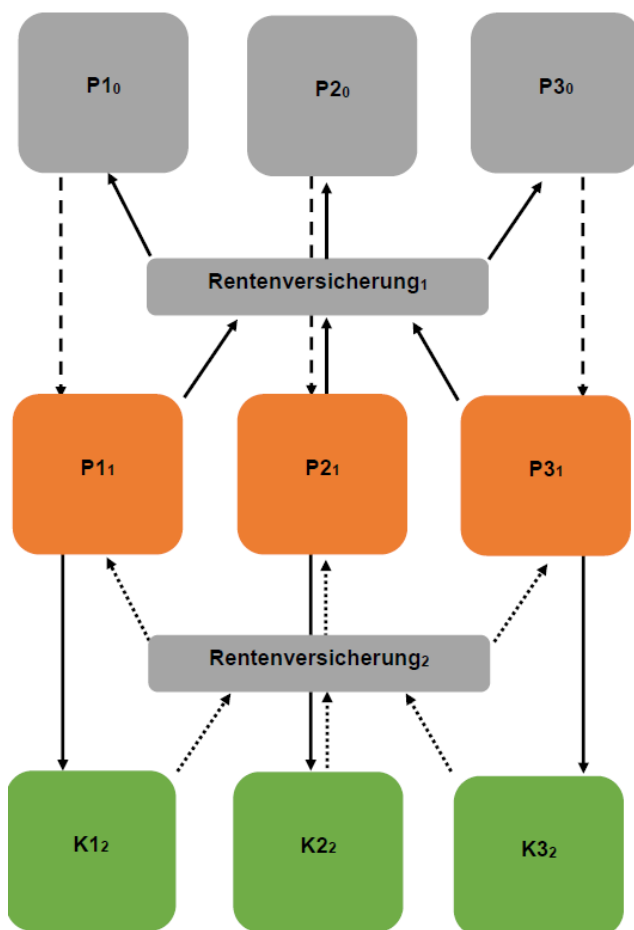 P1₀
P2₀
P3₀
Rentenversicherung₁
P1₁
P2₁
P3₁
Rentenversicherung₂
K1₂
K2₂
K3₂